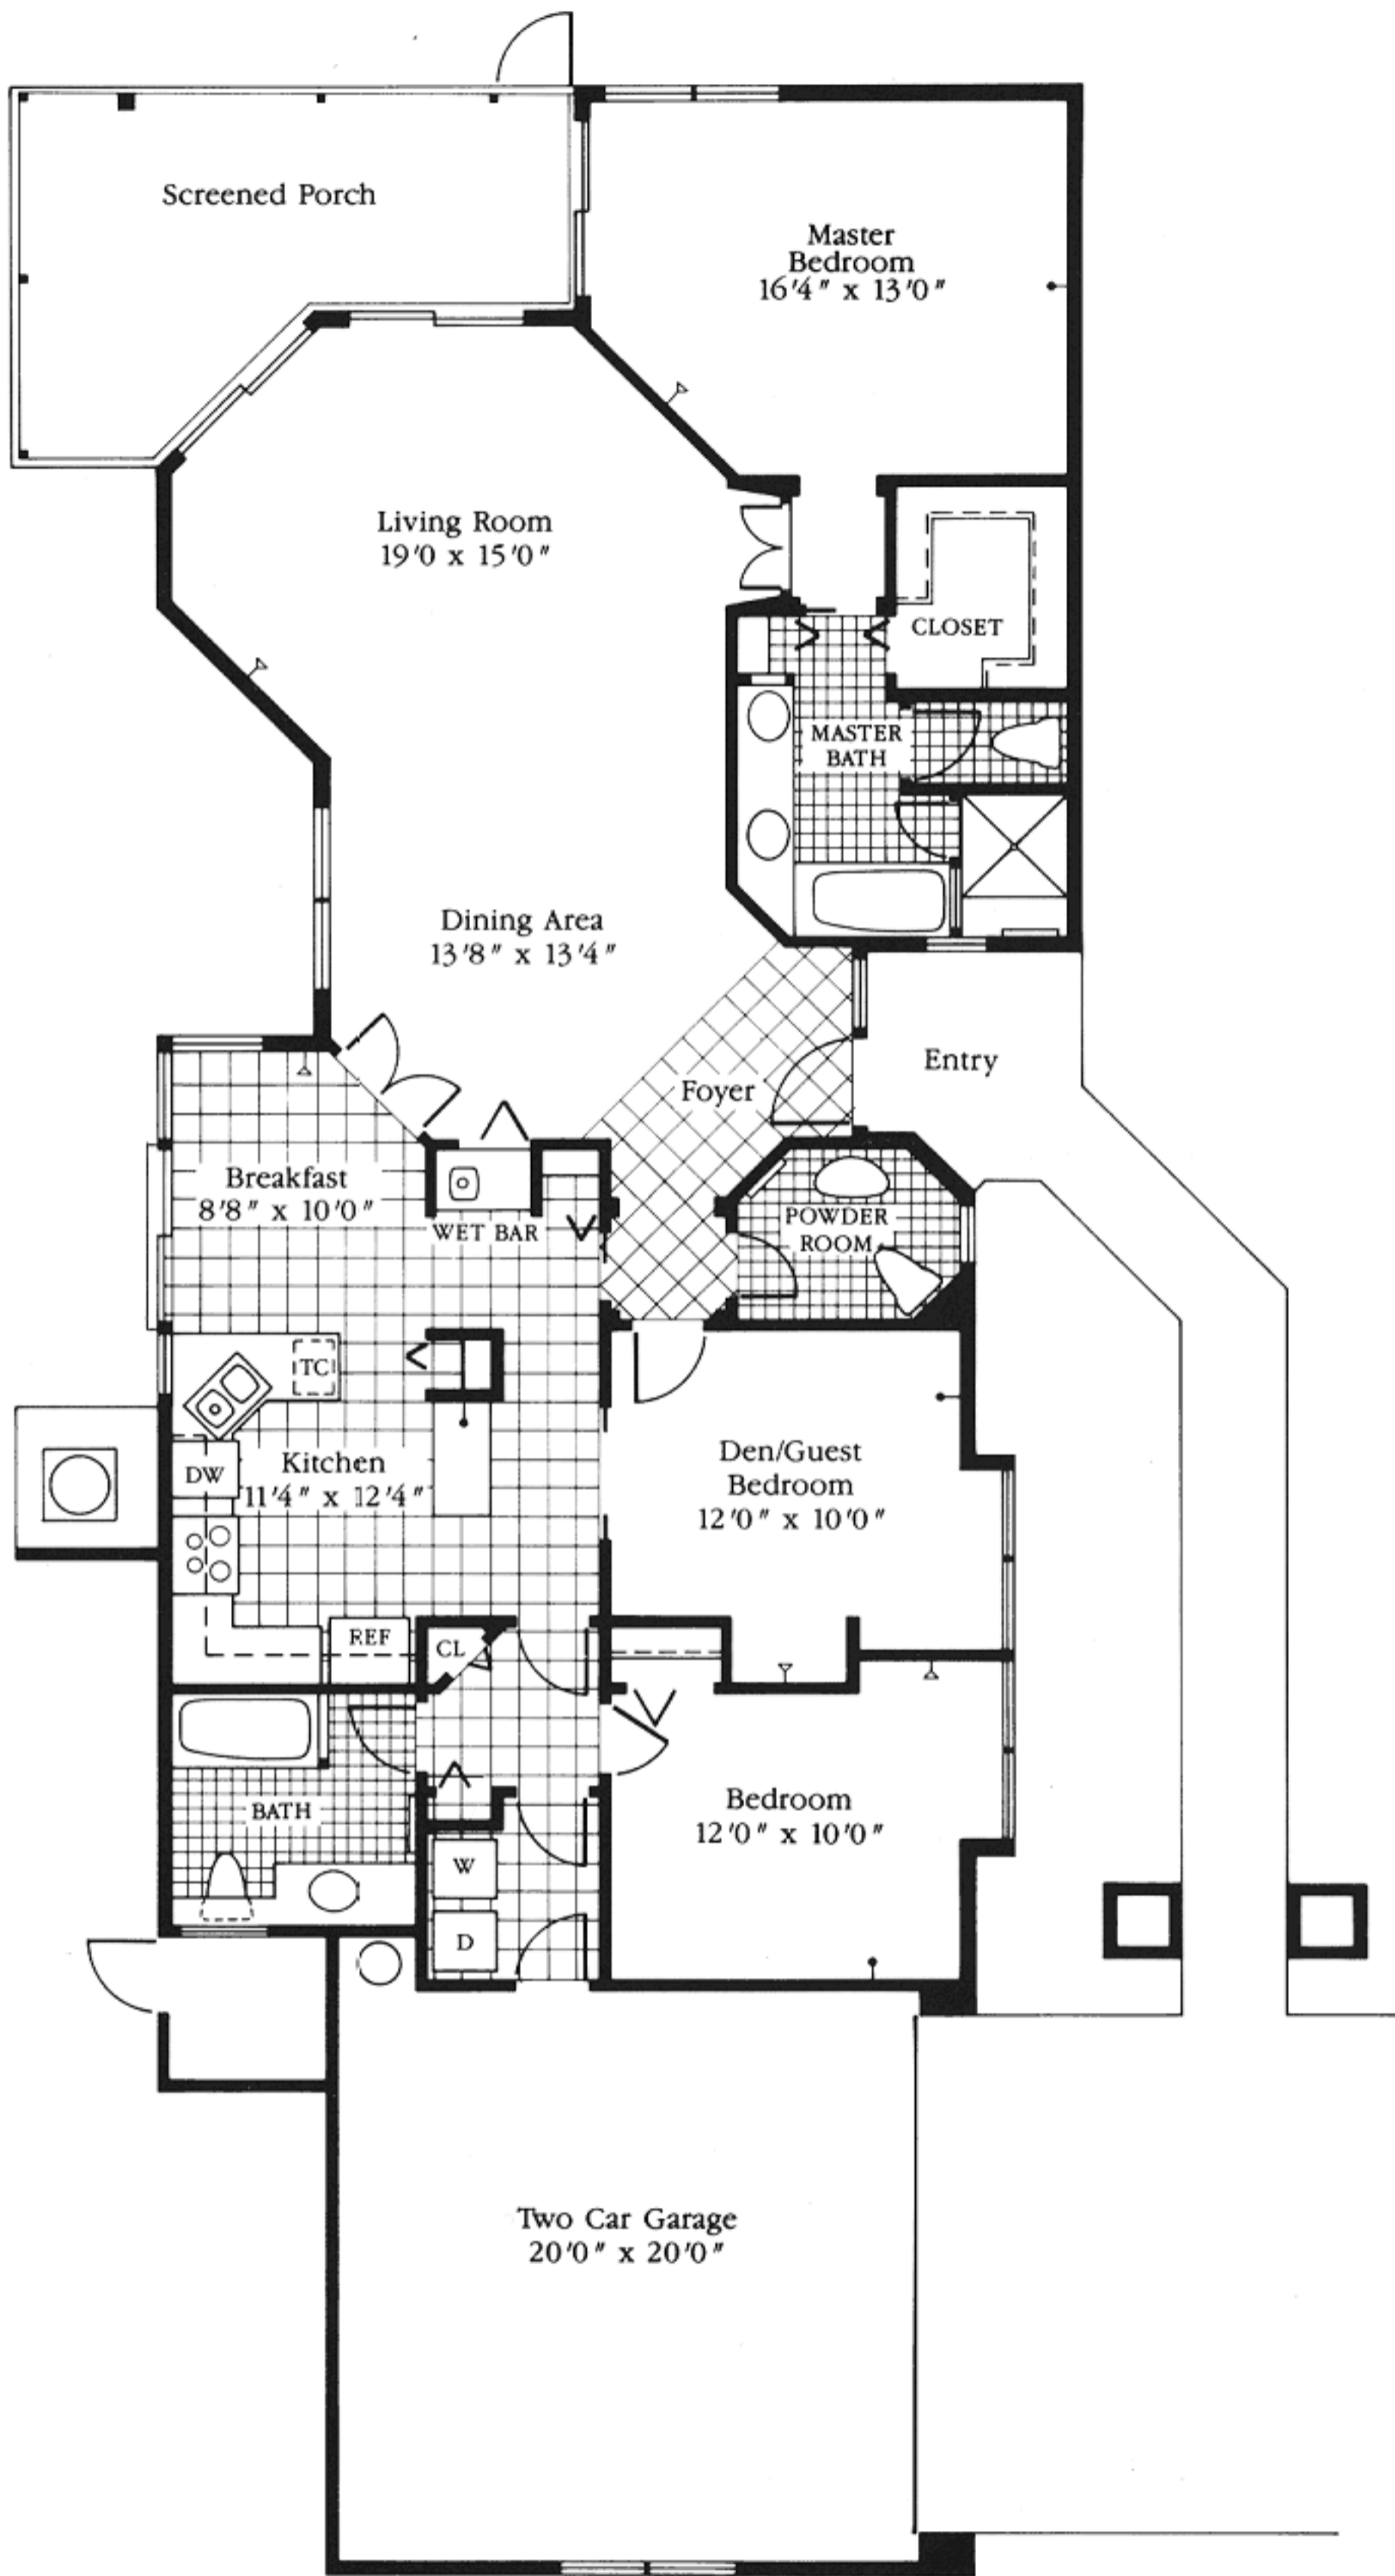 Screened Porch
Master
Bedroom
16'4" x 13'0"
Living Room
19'0 x 15'0"
CLOSET
MASTER
BATH
Dining Area
13'8" x 13'4"
Entry
Foyer
Breakfast
8'8" x 10'0"
WET BAR
POWDER
ROOM
TC
Kitchen
11'4" x 12'4"
DW
Den/Guest
Bedroom
12'0" x 10'0"
REF
CL
BATH
Bedroom
12'0" x 10'0"
W
D
Two Car Garage
20'0" x 20'0"